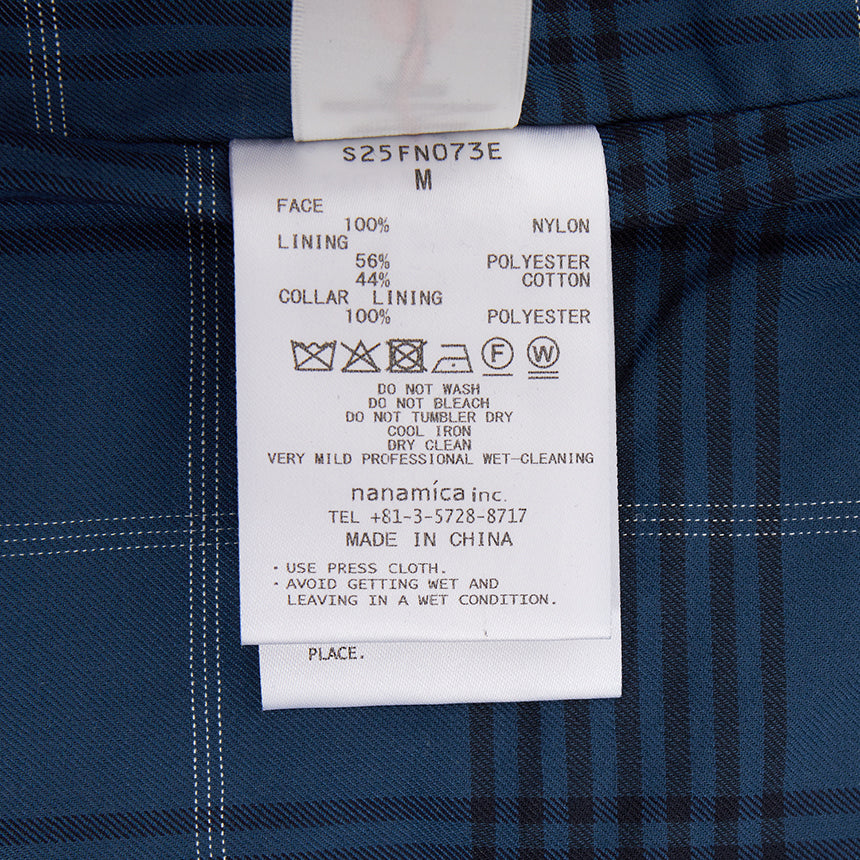 S25FN073E
M
FACE
100% NYLON
LINING
56% POLYESTER
44% COTTON
COLLAR LINING
100% POLYESTER
F W
DO NOT WASH
DO NOT BLEACH
DO NOT TUMBLER DRY
COOL IRON
DRY CLEAN
VERY MILD PROFESSIONAL WET-CLEANING
nanamíca inc.
TEL +81-3-5728-8717
MADE IN CHINA
・USE PRESS CLOTH.
・AVOID GETTING WET AND
LEAVING IN A WET CONDITION.
PLACE.